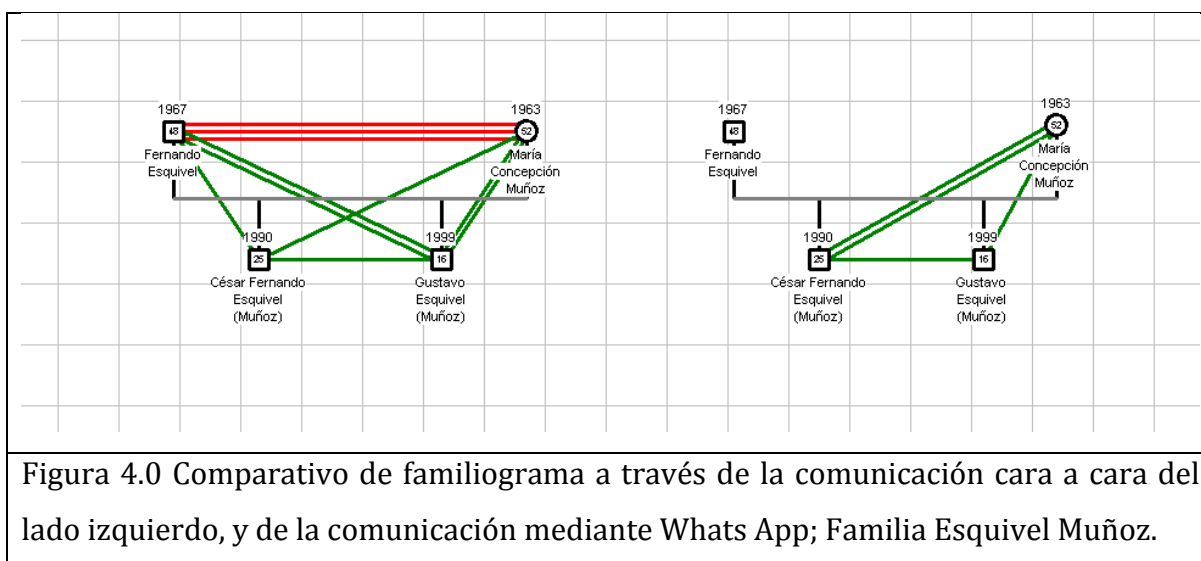 1967
48
Fernando
Esquivel
1963
52
María
Concepción
Muñoz
1990
25
César Fernando
Esquivel
(Muñoz)
1999
16
Gustavo
Esquivel
(Muñoz)
1967
48
Fernando
Esquivel
1963
52
María
Concepción
Muñoz
1990
25
César Fernando
Esquivel
(Muñoz)
1999
16
Gustavo
Esquivel
(Muñoz)
Figura 4.0 Comparativo de familiograma a través de la comunicación cara a cara del
lado izquierdo, y de la comunicación mediante Whats App; Familia Esquivel Muñoz.